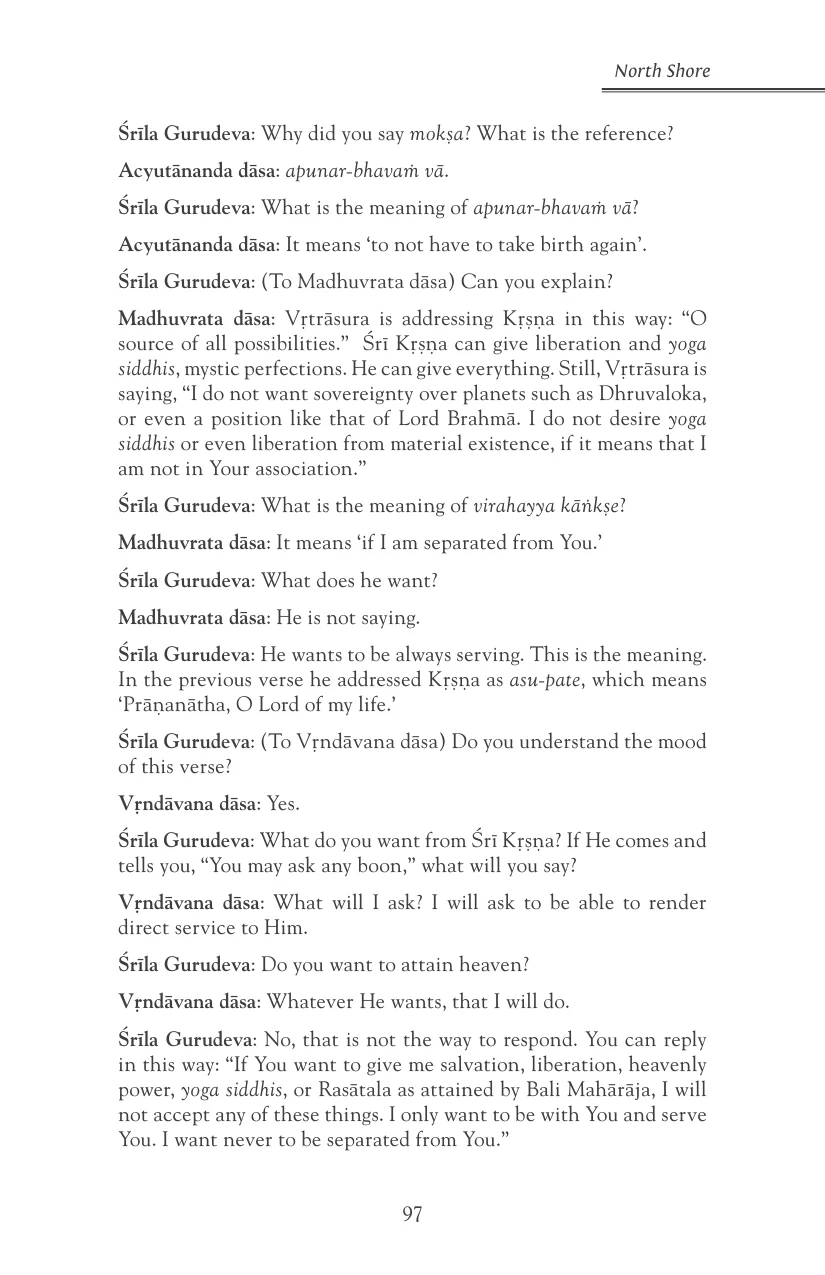 North Shore
Śrīla Gurudeva: Why did you say mokṣa? What is the reference?
Acyutānanda dāsa: apunar-bhavaṁ vā.
Śrīla Gurudeva: What is the meaning of apunar-bhavaṁ vā?
Acyutānanda dāsa: It means ‘to not have to take birth again’.
Śrīla Gurudeva: (To Madhuvrata dāsa) Can you explain?
Madhuvrata dāsa: Vṛtrāsura is addressing Kṛṣṇa in this way: “O
source of all possibilities.” Śrī Kṛṣṇa can give liberation and yoga
siddhis, mystic perfections. He can give everything. Still, Vṛtrāsura is
saying, “I do not want sovereignty over planets such as Dhruvaloka,
or even a position like that of Lord Brahmā. I do not desire yoga
siddhis or even liberation from material existence, if it means that I
am not in Your association.”
Śrīla Gurudeva: What is the meaning of virahayya kāṅkṣe?
Madhuvrata dāsa: It means ‘if I am separated from You.’
Śrīla Gurudeva: What does he want?
Madhuvrata dāsa: He is not saying.
Śrīla Gurudeva: He wants to be always serving. This is the meaning.
In the previous verse he addressed Kṛṣṇa as asu-pate, which means
‘Prāṇanātha, O Lord of my life.’
Śrīla Gurudeva: (To Vṛndāvana dāsa) Do you understand the mood
of this verse?
Vṛndāvana dāsa: Yes.
Śrīla Gurudeva: What do you want from Śrī Kṛṣṇa? If He comes and
tells you, “You may ask any boon,” what will you say?
Vṛndāvana dāsa: What will I ask? I will ask to be able to render
direct service to Him.
Śrīla Gurudeva: Do you want to attain heaven?
Vṛndāvana dāsa: Whatever He wants, that I will do.
Śrīla Gurudeva: No, that is not the way to respond. You can reply
in this way: “If You want to give me salvation, liberation, heavenly
power, yoga siddhis, or Rasātala as attained by Bali Mahārāja, I will
not accept any of these things. I only want to be with You and serve
You. I want never to be separated from You.”
97